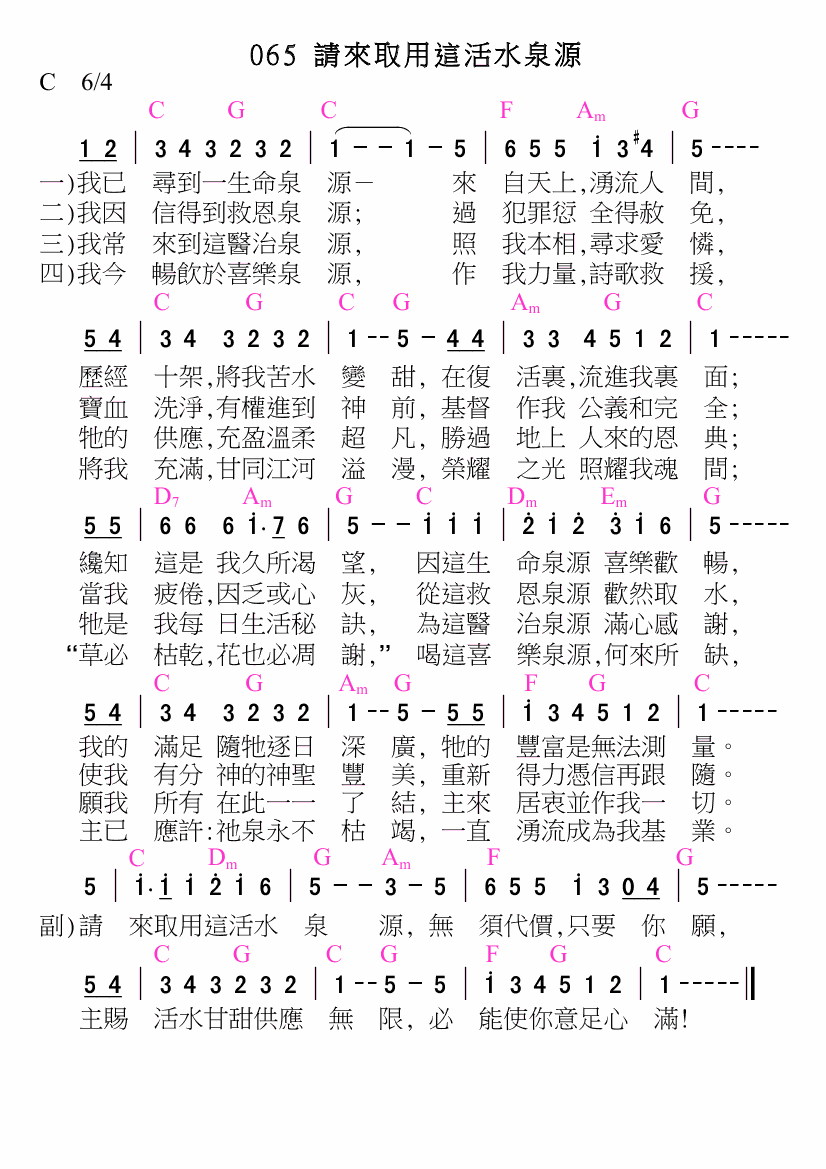 065 請來取用這活水泉源
C 6/4
C G C F Am G
1 2 | 3 4 3 2 3 2 | 1 - - 1 - 5 | 6 5 5 i 3 #4 | 5 - - - -
一)我已 尋到一生命泉 源— 來 自天上,湧流人 間,
二)我因 信得到救恩泉 源; 過 犯罪愆 全得赦 免,
三)我常 來到這醫治泉 源, 照 我本相,尋求愛 憐,
四)我今 暢飲於喜樂泉 源, 作 我力量,詩歌救 援,
C G C G Am G C
5 4 | 3 4 3 2 3 2 | 1 - - 5 - 4 4 | 3 3 4 5 1 2 | 1 - - - - -
歷經 十架,將我苦水 變 甜, 在復 活裏,流進我裏 面;
寶血 洗淨,有權進到 神 前, 基督 作我 公義和完 全;
牠的 供應,充盈溫柔 超 凡, 勝過 地上 人來的恩 典;
將我 充滿,甘同江河 溢 漫, 榮耀 之光 照耀我魂 間;
D7 Am G C Dm Em G
5 5 | 6 6 6 i· 7 6 | 5 - - i i i | 2̇ i 2̇ 3̇ i 6 | 5 - - - - -
纔知 這是 我久所渴 望, 因這生 命泉源 喜樂歡 暢,
當我 疲倦,因乏或心 灰, 從這救 恩泉源 歡然取 水,
牠是 我每 日生活秘 訣, 為這醫 治泉源 滿心感 謝,
“草必 枯乾,花也必凋 謝,” 喝這喜 樂泉源,何來所 缺,
C G Am G F G C
5 4 | 3 4 3 2 3 2 | 1 - - 5 - 5 5 | i 3 4 5 1 2 | 1 - - - - -
我的 滿足 隨牠逐日 深 廣, 牠的 豐富是無法測 量。
使我 有分 神的神聖 豐 美, 重新 得力憑信再跟 隨。
願我 所有 在此一一 了 結, 主來 居衷並作我一 切。
主已 應許:祂泉永不 枯 竭, 一直 湧流成為我基 業。
C Dm G Am F G
5 | i· i i 2̇ i 6 | 5 - - 3 - 5 | 6 5 5 i 3 0 4 | 5 - - - - -
副)請 來取用這活水 泉 源, 無 須代價,只要 你 願,
C G C G F G C
5 4 | 3 4 3 2 3 2 | 1 - - 5 - 5 | i 3 4 5 1 2 | 1 - - - - - ||
主賜 活水甘甜供應 無 限, 必 能使你意足心 滿!